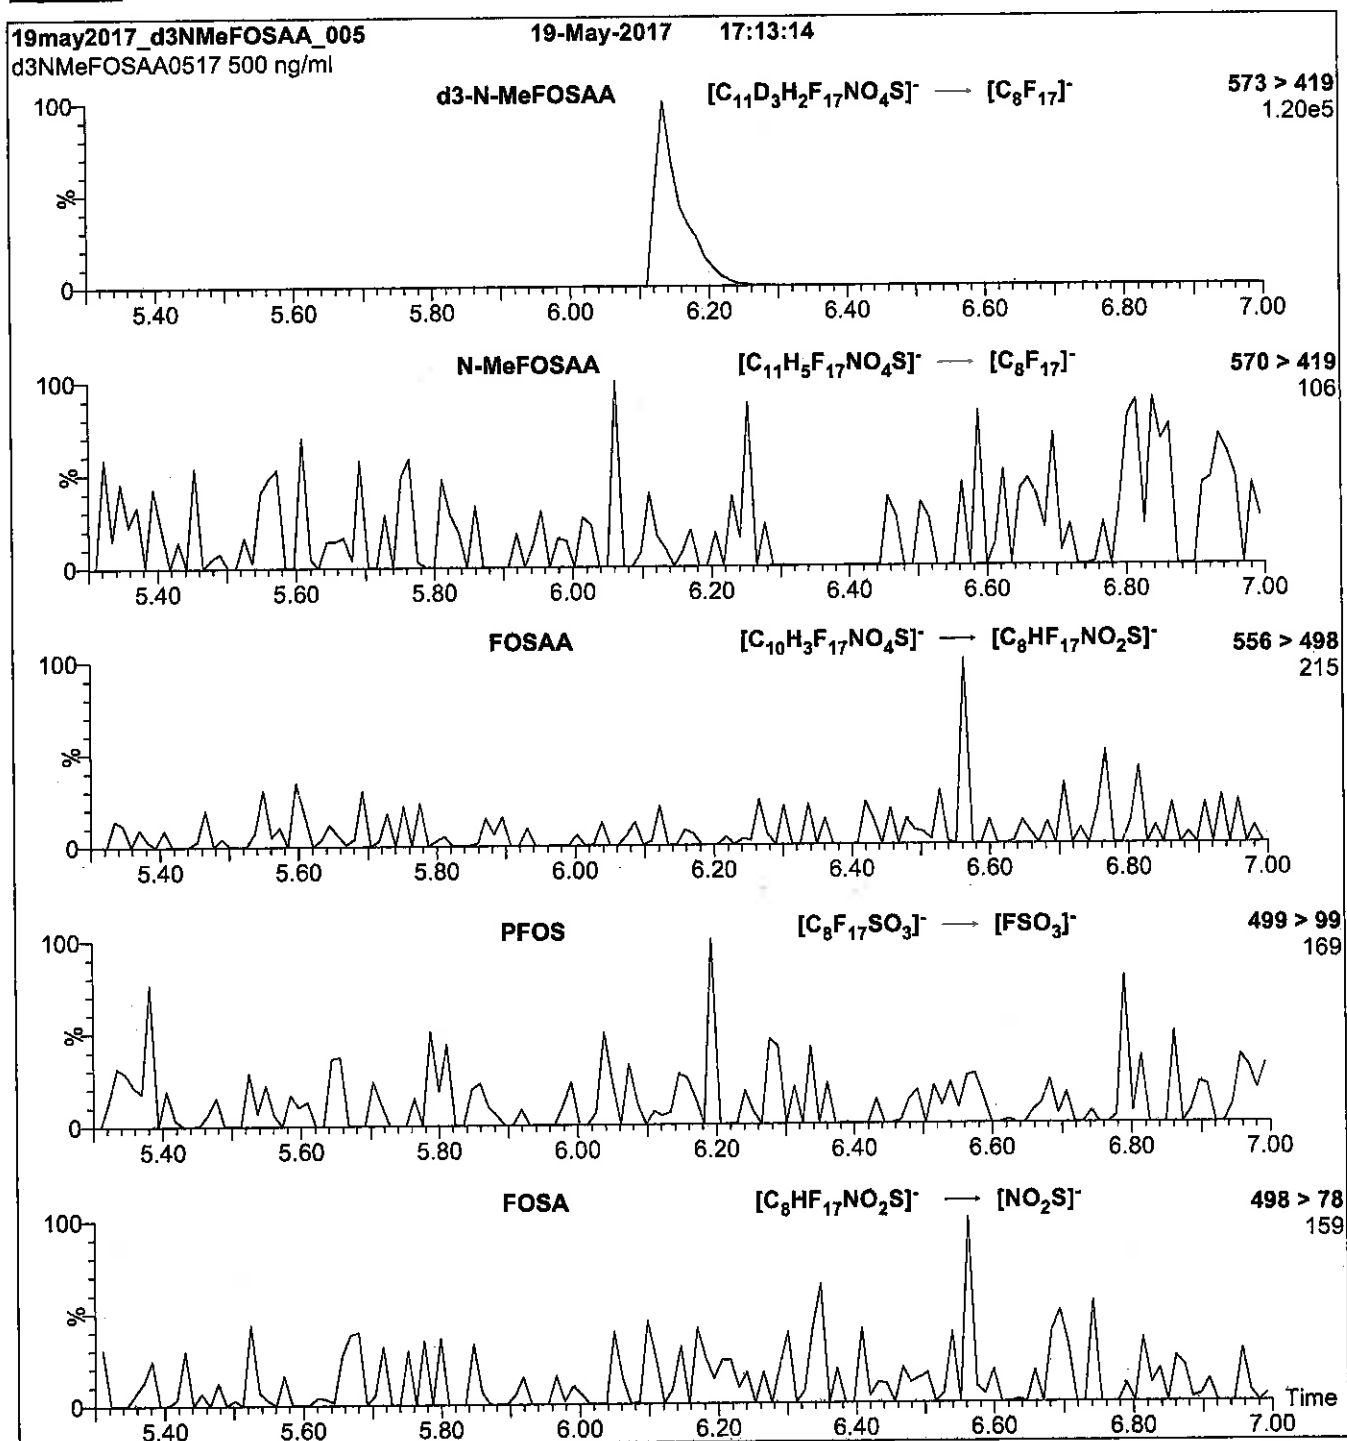 19may2017_d3NMeFOSAA_005 19-May-2017 17:13:14
d3NMeFOSAA0517 500 ng/ml
d3-N-MeFOSAA [C₁₁D₃H₂F₁₇NO₄S]⁻ → [C₈F₁₇]⁻ 573 > 419
1.20e5
100
%
0
5.40 5.60 5.80 6.00 6.20 6.40 6.60 6.80 7.00
N-MeFOSAA [C₁₁H₅F₁₇NO₄S]⁻ → [C₈F₁₇]⁻ 570 > 419
106
100
%
0
5.40 5.60 5.80 6.00 6.20 6.40 6.60 6.80 7.00
FOSAA [C₁₀H₃F₁₇NO₄S]⁻ → [C₈HF₁₇NO₂S]⁻ 556 > 498
215
100
%
0
5.40 5.60 5.80 6.00 6.20 6.40 6.60 6.80 7.00
PFOS [C₈F₁₇SO₃]⁻ → [FSO₃]⁻ 499 > 99
169
100
%
0
5.40 5.60 5.80 6.00 6.20 6.40 6.60 6.80 7.00
FOSA [C₈HF₁₇NO₂S]⁻ → [NO₂S]⁻ 498 > 78
159
100
%
0
Time
5.40 5.60 5.80 6.00 6.20 6.40 6.60 6.80 7.00